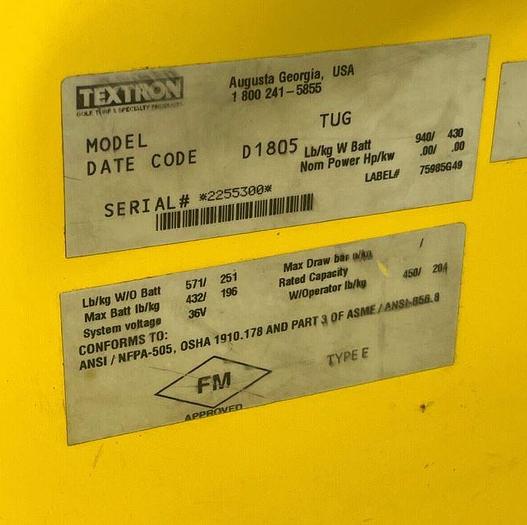 TEXTRON
GOLF, TURF & SPECIALTY PRODUCTS
Augusta Georgia, USA
1 800 241-5855
MODEL TUG
DATE CODE D1805
Lb/kg W Batt 940/ 430
Nom Power Hp/kw .00/ .00
LABEL# 75985G49
SERIAL# *2255300*
Lb/kg W/O Batt 571/ 251
Max Batt lb/kg 432/ 196
System voltage 36V
Max Draw bar /
Rated Capacity
W/Operator lb/kg 450/ 204
CONFORMS TO:
ANSI / NFPA-505, OSHA 1910.178 AND PART 3 OF ASME / ANSI-B56.8
FM
APPROVED
TYPE E